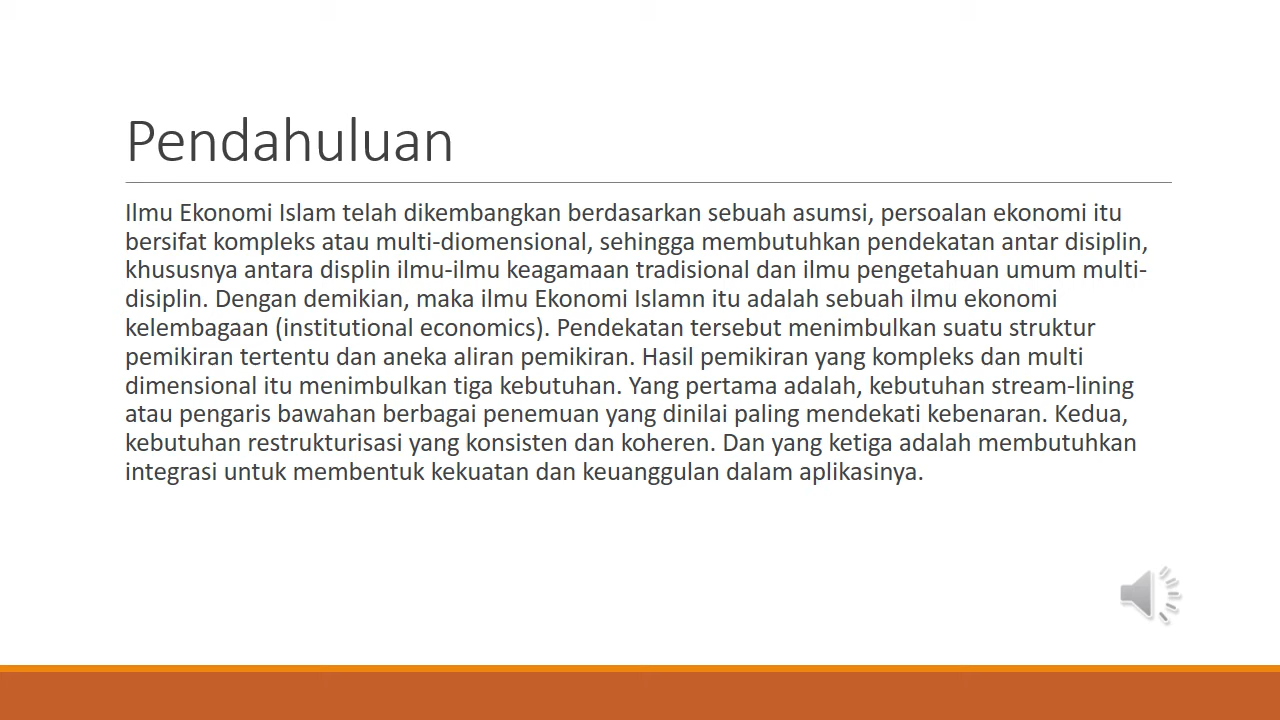 Pendahuluan
Ilmu Ekonomi Islam telah dikembangkan berdasarkan sebuah asumsi, persoalan ekonomi itu
bersifat kompleks atau multi-diomensional, sehingga membutuhkan pendekatan antar disiplin,
khususnya antara displin ilmu-ilmu keagamaan tradisional dan ilmu pengetahuan umum multi-
disiplin. Dengan demikian, maka ilmu Ekonomi Islamn itu adalah sebuah ilmu ekonomi
kelembagaan (institutional economics). Pendekatan tersebut menimbulkan suatu struktur
pemikiran tertentu dan aneka aliran pemikiran. Hasil pemikiran yang kompleks dan multi
dimensional itu menimbulkan tiga kebutuhan. Yang pertama adalah, kebutuhan stream-lining
atau pengaris bawahan berbagai penemuan yang dinilai paling mendekati kebenaran. Kedua,
kebutuhan restrukturisasi yang konsisten dan koheren. Dan yang ketiga adalah membutuhkan
integrasi untuk membentuk kekuatan dan keuanggulan dalam aplikasinya.